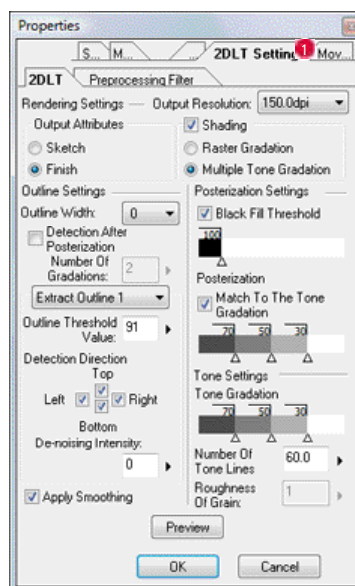 Properties
S... M... ... 2DLT Setting 1 Mov...
2DLT Preprocessing Filter
Rendering Settings Output Resolution: 150.0dpi
Output Attributes
Shading
Sketch
Raster Gradation
Finish
Multiple Tone Gradation
Outline Settings
Posterization Settings
Outline Width: 0
Black Fill Threshold
Detection After
Posterization
100
Number Of
Gradations: 2
Posterization
Extract Outline 1
Match To The Tone
Gradation
Outline Threshold
Value: 91
70 50 30
Detection Direction
Top
Tone Settings
Tone Gradation
Left Right
70 50 30
Bottom
De-noising Intensity:
0
Number Of
Tone Lines 60.0
Apply Smoothing
Roughness
Of Grain: 1
Preview
OK Cancel